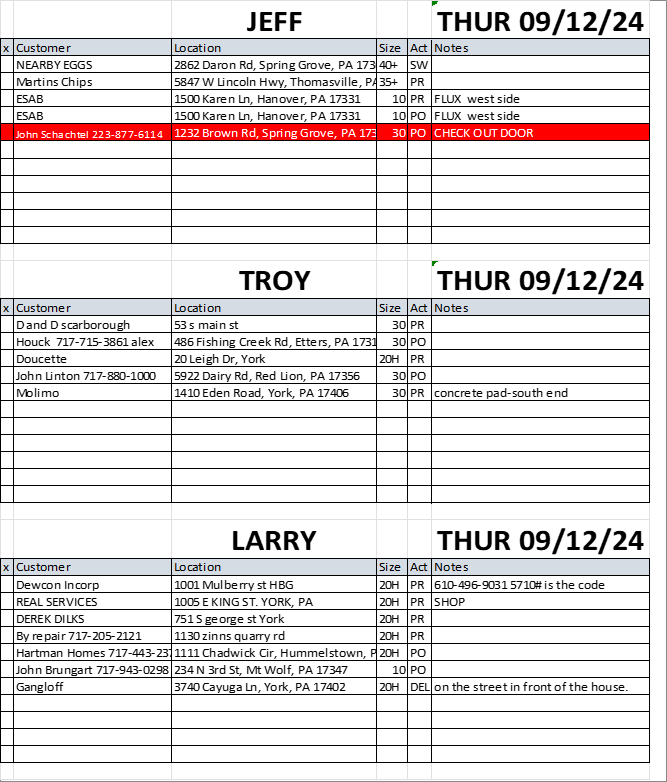 JEFF THUR 09/12/24
x Customer Location Size Act Notes
NEARBY EGGS 2862 Daron Rd, Spring Grove, PA 173 40+ SW
Martins Chips 5847 W Lincoln Hwy, Thomasville, PA 35+ PR
ESAB 1500 Karen Ln, Hanover, PA 17331 10 PR FLUX west side
ESAB 1500 Karen Ln, Hanover, PA 17331 10 PO FLUX west side
John Schachtel 223-877-6114 1232 Brown Rd, Spring Grove, PA 173 30 PO CHECK OUT DOOR
TROY THUR 09/12/24
x Customer Location Size Act Notes
D and D scarborough 53 s main st 30 PR
Houck 717-715-3861 alex 486 Fishing Creek Rd, Etters, PA 1731 30 PO
Doucette 20 Leigh Dr, York 20H PR
John Linton 717-880-1000 5922 Dairy Rd, Red Lion, PA 17356 30 PO
Molimo 1410 Eden Road, York, PA 17406 30 PR concrete pad-south end
LARRY THUR 09/12/24
x Customer Location Size Act Notes
Dewcon Incorp 1001 Mulberry st HBG 20H PR 610-496-9031 5710# is the code
REAL SERVICES 1005 E KING ST. YORK, PA 20H PR SHOP
DEREK DILKS 751 S george st York 20H PR
By repair 717-205-2121 1130 zinns quarry rd 20H PR
Hartman Homes 717-443-237 1111 Chadwick Cir, Hummelstown, P 20H PO
John Brungart 717-943-0298 234 N 3rd St, Mt Wolf, PA 17347 10 PO
Gangloff 3740 Cayuga Ln, York, PA 17402 20H DEL on the street in front of the house.